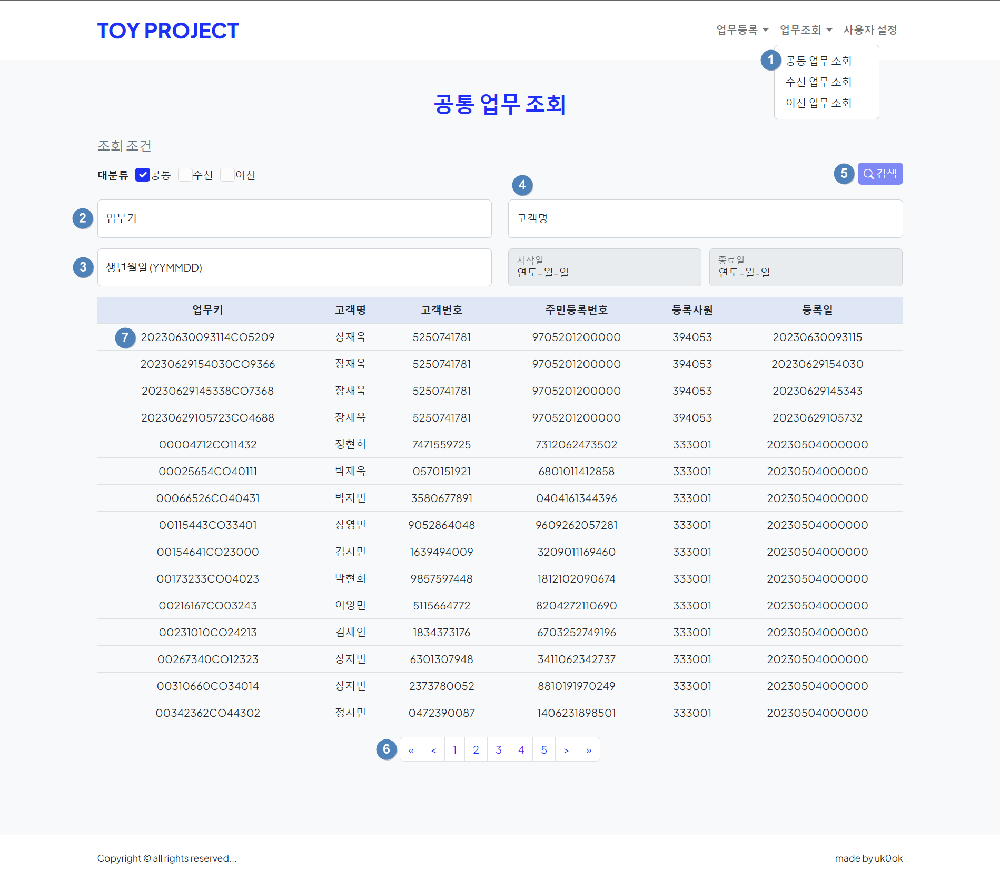 TOY PROJECT
업무등록 업무조회 사용자 설정
1 공통 업무 조회
수신 업무 조회
여신 업무 조회
공통 업무 조회
조회 조건
대분류 공통 수신 여신
5 검색
4
2 업무키
고객명
3 생년월일 (YYMMDD)
시작일 종료일
연도-월-일 연도-월-일
업무키 고객명 고객번호 주민등록번호 등록사원 등록일
7 20230630093114CO5209 장재욱 5250741781 9705201200000 394053 20230630093115
20230629154030CO9366 장재욱 5250741781 9705201200000 394053 20230629154030
20230629145338CO7368 장재욱 5250741781 9705201200000 394053 20230629145343
20230629105723CO4688 장재욱 5250741781 9705201200000 394053 20230629105732
00004712CO11432 정현희 7471559725 7312062473502 333001 20230504000000
00025654CO40111 박재욱 0570151921 6801011412858 333001 20230504000000
00066526CO40431 박지민 3580677891 0404161344396 333001 20230504000000
00115443CO33401 장영민 9052864048 9609262057281 333001 20230504000000
00154641CO23000 김지민 1639494009 3209011169460 333001 20230504000000
00173233CO04023 박현희 9857597448 1812102090674 333001 20230504000000
00216167CO03243 이영민 5115664772 8204272110690 333001 20230504000000
00231010CO24213 김세연 1834373176 6703252749196 333001 20230504000000
00267340CO12323 장지민 6301307948 3411062342737 333001 20230504000000
00310660CO34014 장지민 2373780052 8810191970249 333001 20230504000000
00342362CO44302 정지민 0472390087 1406231898501 333001 20230504000000
6 « < 1 2 3 4 5 > »
Copyright © all rights reserved...
made by uk0ok